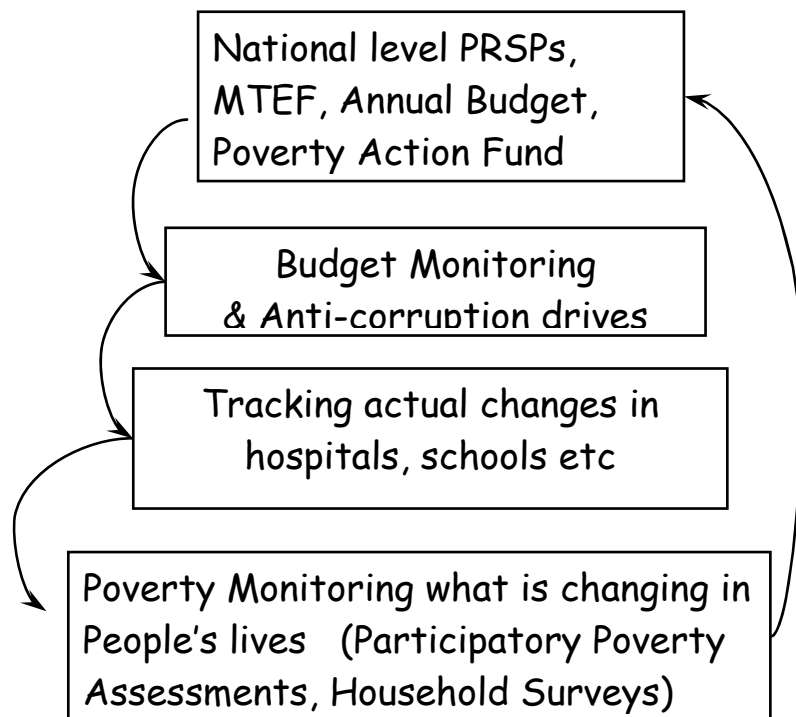 National level PRSPs,
MTEF, Annual Budget,
Poverty Action Fund
Budget Monitoring
& Anti-corruption drives
Tracking actual changes in
hospitals, schools etc
Poverty Monitoring what is changing in
People’s lives (Participatory Poverty
Assessments, Household Surveys)